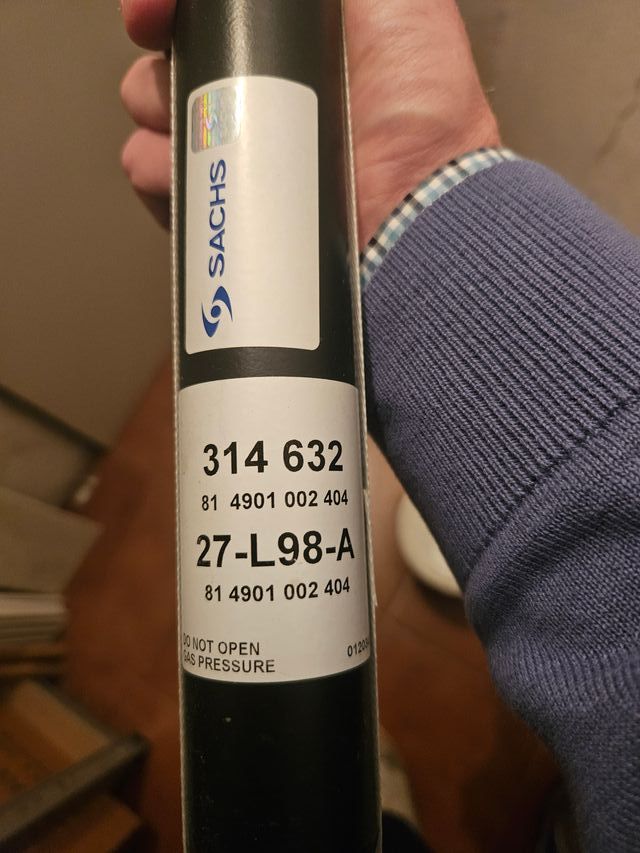 SACHS
314 632
81 4901 002 404
27-L98-A
81 4901 002 404
DO NOT OPEN
GAS PRESSURE